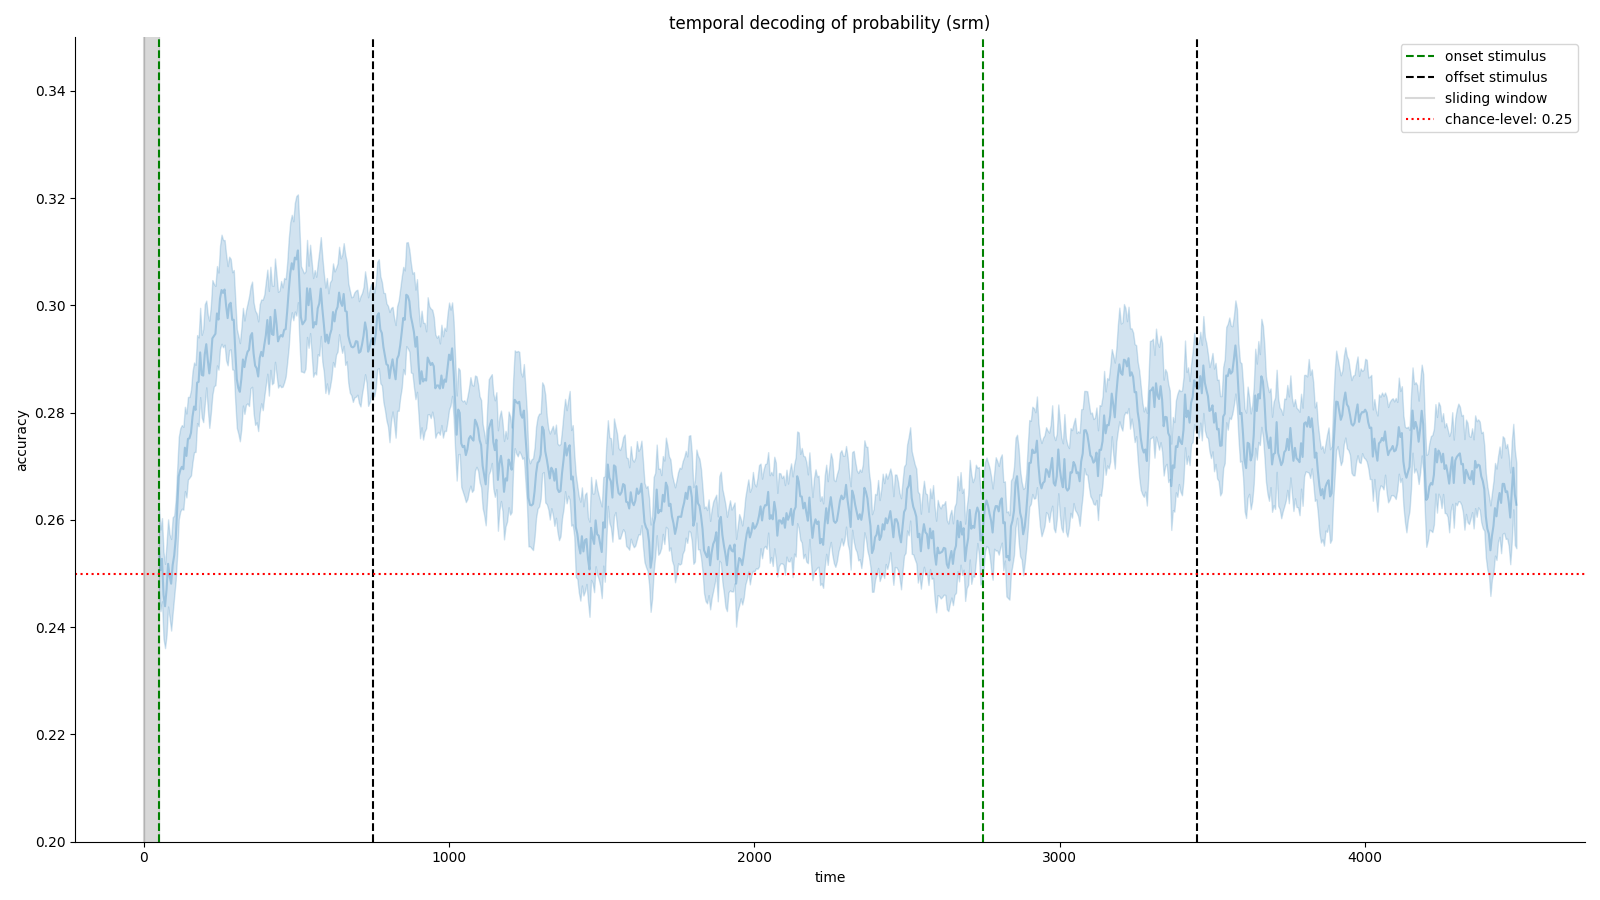 temporal decoding of probability (srm)
onset stimulus
offset stimulus
sliding window
chance-level: 0.25
accuracy
0.34
0.32
0.30
0.28
0.26
0.24
0.22
0.20
0 1000 2000 3000 4000
time